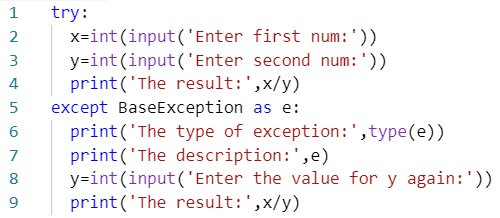 1 try:
2   x=int(input('Enter first num:'))
3   y=int(input('Enter second num:'))
4   print('The result:',x/y)
5 except BaseException as e:
6   print('The type of exception:',type(e))
7   print('The description:',e)
8   y=int(input('Enter the value for y again:'))
9   print('The result:',x/y)